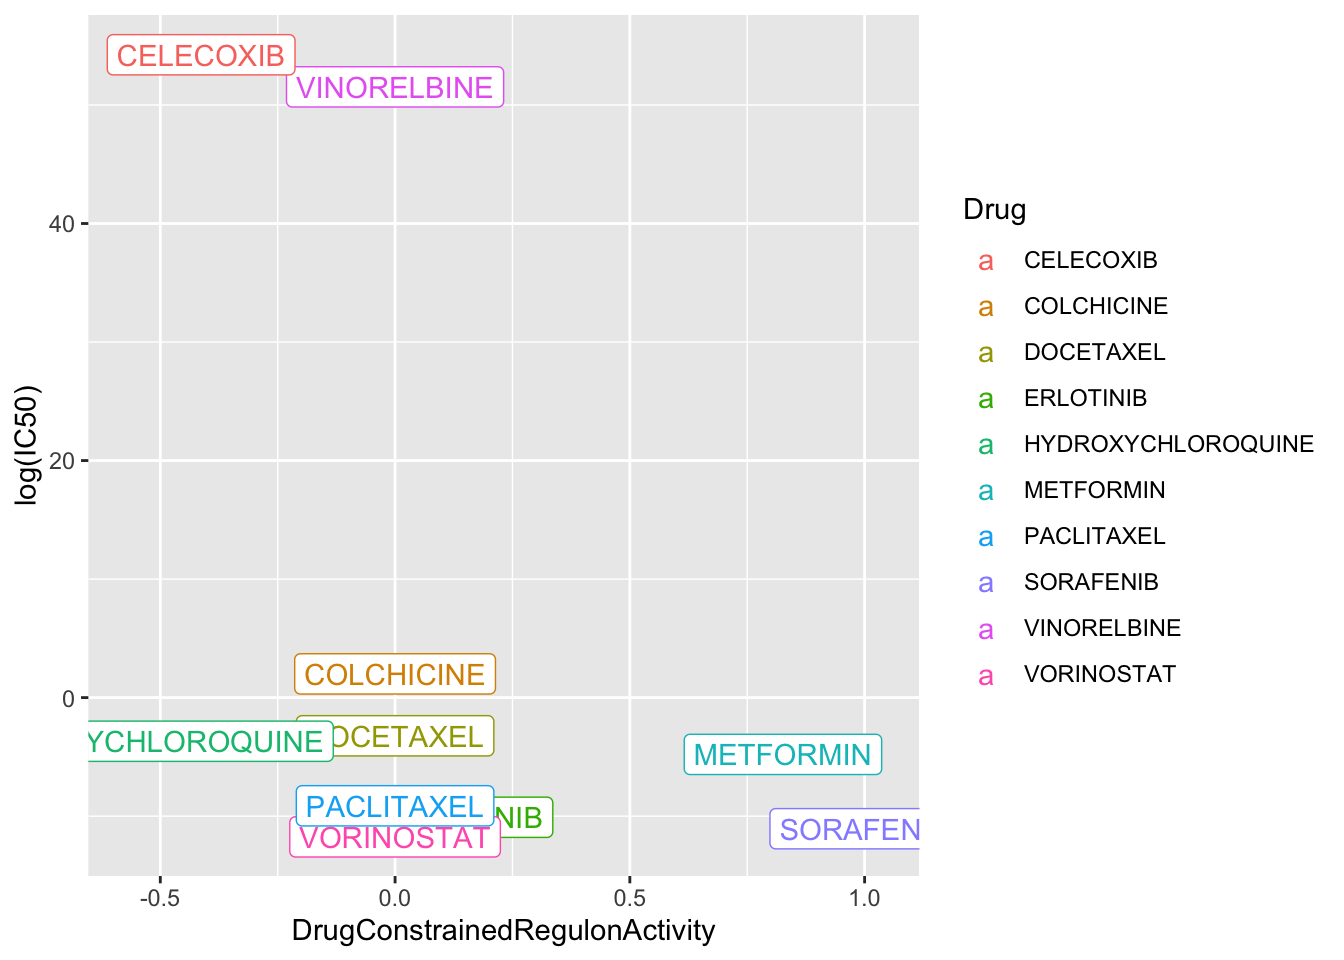 CELECOXIB
VINORELBINE
40
log(IC50)
20
COLCHICINE
0
YCHLOROQUINE
OCETAXEL
METFORMIN
PACLITAXEL
NIB
SORAFEN
VORINOSTAT
-0.5 0.0 0.5 1.0
DrugConstrainedRegulonActivity
Drug
a CELECOXIB
a COLCHICINE
a DOCETAXEL
a ERLOTINIB
a HYDROXYCHLOROQUINE
a METFORMIN
a PACLITAXEL
a SORAFENIB
a VINORELBINE
a VORINOSTAT